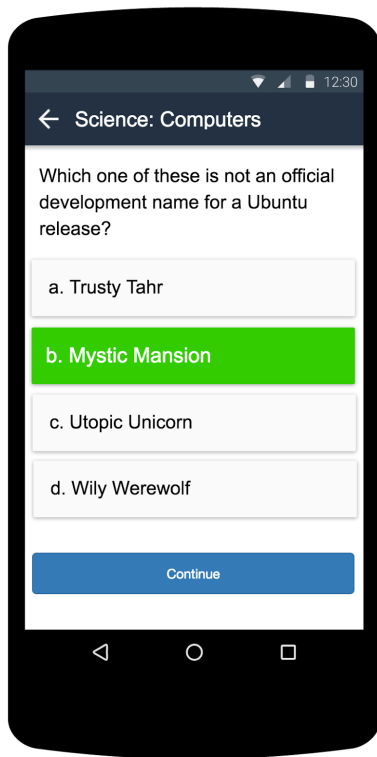 12:30
Science: Computers
Which one of these is not an official
development name for a Ubuntu
release?
a. Trusty Tahr
b. Mystic Mansion
c. Utopic Unicorn
d. Wily Werewolf
Continue